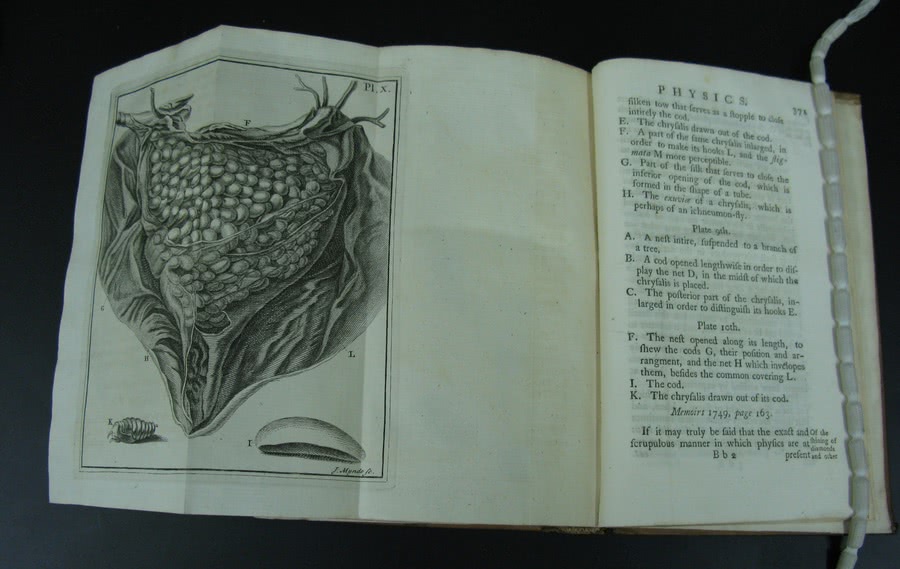 Pl. X.
F
G
H
L
K
I
J. Mynde sc.
PHYSICS,
371
ſilken tow that ſerves as a ſtopple to cloſe
intirely the cod.
E. The chryſalis drawn out of the cod.
F. A part of the ſame chryſalis inlarged, in
order to make its hooks L, and the ſtig-
mata M more perceptible.
G. Part of the ſilk that ſerves to cloſe the
inferior opening of the cod, which is
formed in the ſhape of a tube.
H. The exuviæ of a chryſalis, which is
perhaps of an ichneumon-fly.
Plate 9th.
A. A neſt intire, ſuſpended to a branch of
a tree,
B. A cod opened lengthwiſe in order to diſ-
play the net D, in the midſt of which the
chryſalis is placed.
C. The poſterior part of the chryſalis, in-
larged in order to diſtinguiſh its hooks E.
Plate 10th.
F. The neſt opened along its length, to
ſhew the cods G, their poſition and ar-
rangment, and the net H which invelopes
them, beſides the common covering L.
I. The cod.
K. The chryſalis drawn out of its cod.
Memoirs 1749, page 163.
If it may truly be ſaid that the exact and
ſcrupulous manner in which phyſics are at
Of the
ſhining of
diamonds
and other
B b 2
preſent